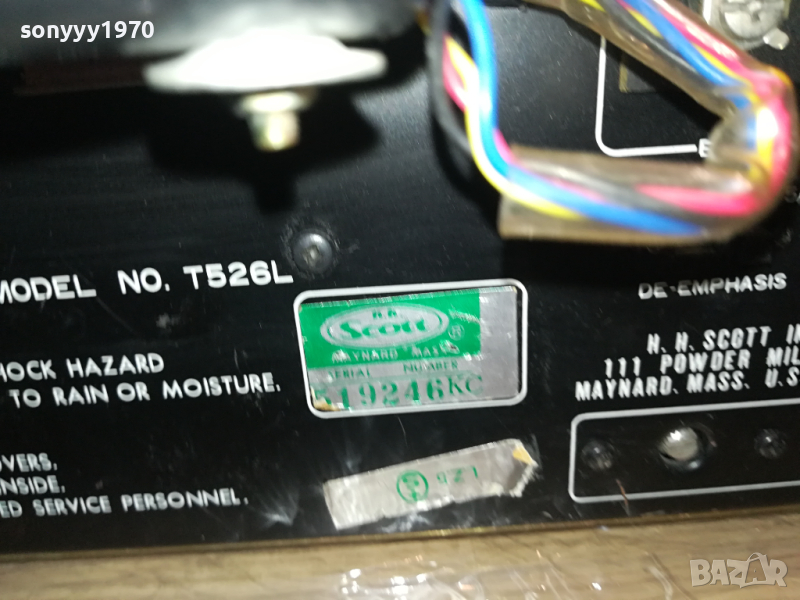 sonyyy1970
MODEL NO. T526L
DE-EMPHASIS
Scott ®
MAYNARD MASS
SERIAL NUMBER
19246KC
H. H. SCOTT
111 POWDER MIL
MAYNARD, MASS. U.S
HOCK HAZARD
TO RAIN OR MOISTURE.
OVERS.
INSIDE.
ED SERVICE PERSONNEL.
BAZAR